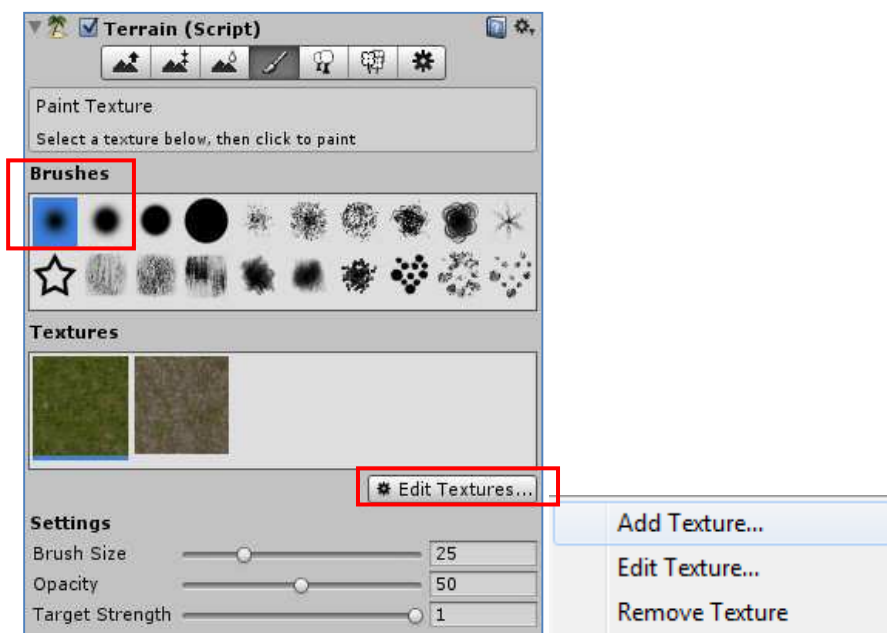 Terrain (Script)
Paint Texture
Select a texture below, then click to paint
Brushes
Textures
Edit Textures...
Settings
Brush Size 25
Opacity 50
Target Strength 1
Add Texture...
Edit Texture...
Remove Texture